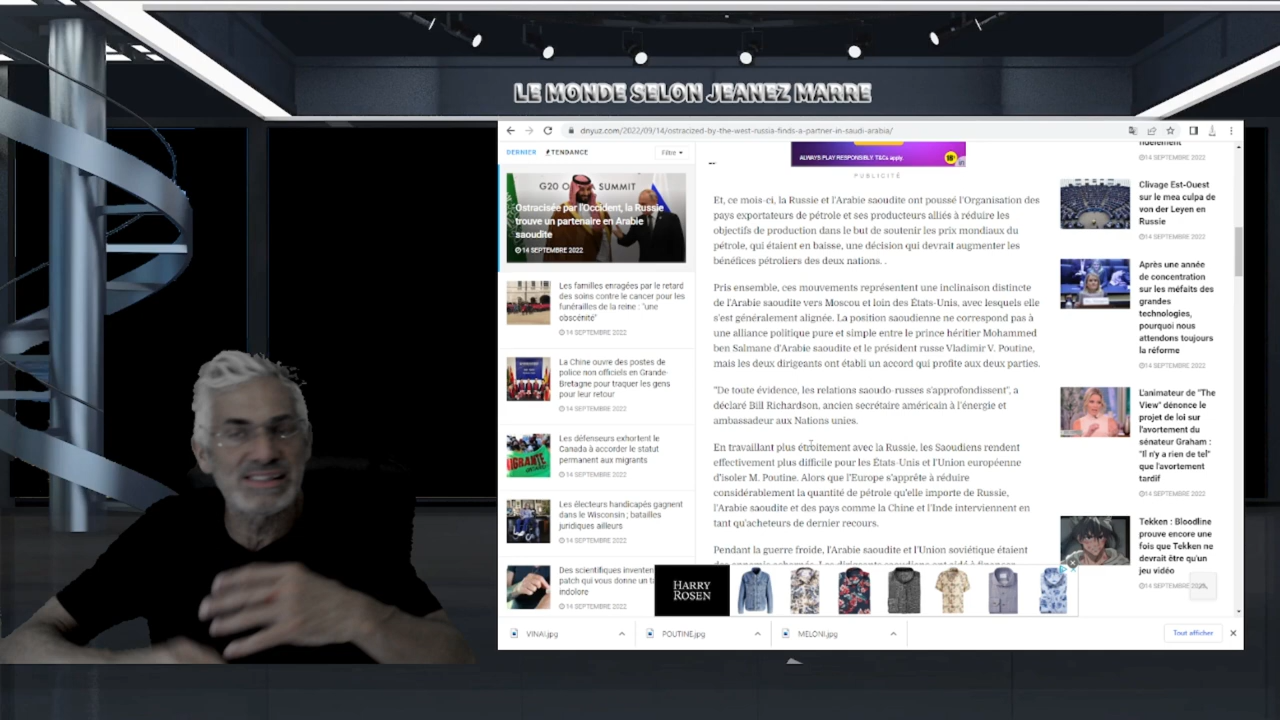 LE MONDE SELON JEANEZ MARRE
dnyuz.com/2022/09/14/ostracized-by-the-west-russia-finds-a-partner-in-saudi-arabia/
DERNIER
TENDANCE
Filtre
G20 O A SUMMIT
Ostracisée par l'Occident, la Russie
trouve un partenaire en Arabie
saoudite
14 SEPTEMBRE 2022
Les familles enragées par le retard
des soins contre le cancer pour les
funérailles de la reine : "une
obscénité"
14 SEPTEMBRE 2022
La Chine ouvre des postes de
police non officiels en Grande-
Bretagne pour traquer les gens
pour leur retour
14 SEPTEMBRE 2022
Les défenseurs exhortent le
Canada à accorder le statut
permanent aux migrants
14 SEPTEMBRE 2022
Les électeurs handicapés gagnent
dans le Wisconsin ; batailles
juridiques ailleurs
14 SEPTEMBRE 2022
Des scientifiques inventen
patch qui vous donne un ta
indolore
14 SEPTEMBRE 2022
ALWAYS PLAY RESPONSIBLY. T&Cs apply.
18+
PUBLICITÉ
Et, ce mois-ci, la Russie et l'Arabie saoudite ont poussé l'Organisation des
pays exportateurs de pétrole et ses producteurs alliés à réduire les
objectifs de production dans le but de soutenir les prix mondiaux du
pétrole, qui étaient en baisse, une décision qui devrait augmenter les
bénéfices pétroliers des deux nations. .
Pris ensemble, ces mouvements représentent une inclinaison distincte
de l'Arabie saoudite vers Moscou et loin des États-Unis, avec lesquels elle
s'est généralement alignée. La position saoudienne ne correspond pas à
une alliance politique pure et simple entre le prince héritier Mohammed
ben Salmane d'Arabie saoudite et le président russe Vladimir V. Poutine,
mais les deux dirigeants ont établi un accord qui profite aux deux parties.
"De toute évidence, les relations saoudo-russes s'approfondissent", a
déclaré Bill Richardson, ancien secrétaire américain à l'énergie et
ambassadeur aux Nations unies.
En travaillant plus étroitement avec la Russie, les Saoudiens rendent
effectivement plus difficile pour les États-Unis et l'Union européenne
d'isoler M. Poutine. Alors que l'Europe s'apprête à réduire
considérablement la quantité de pétrole qu'elle importe de Russie,
l'Arabie saoudite et des pays comme la Chine et l'Inde interviennent en
tant qu'acheteurs de dernier recours.
Pendant la guerre froide, l'Arabie saoudite et l'Union soviétique étaient
14 SEPTEMBRE 2022
Clivage Est-Ouest
sur le mea culpa de
von der Leyen en
Russie
14 SEPTEMBRE 2022
Après une année
de concentration
sur les méfaits des
grandes
technologies,
pourquoi nous
attendons toujours
la réforme
14 SEPTEMBRE 2022
L'animateur de "The
View" dénonce le
projet de loi sur
l'avortement du
sénateur Graham :
"Il n'y a rien de tel"
que l'avortement
tardif
14 SEPTEMBRE 2022
Tekken : Bloodline
prouve encore une
fois que Tekken ne
devrait être qu'un
jeu vidéo
14 SEPTEMBRE 2022
HARRY
ROSEN
VINAI.jpg
POUTINE.jpg
MELONI.jpg
Tout afficher